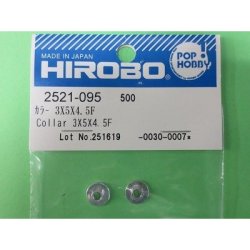 MADE IN JAPAN
POP
HOBBY
HIROBO
2521-095 500
カラー 3X5X4.5F
Collar 3X5X4.5F
Lot No.251619 -0030-0007*